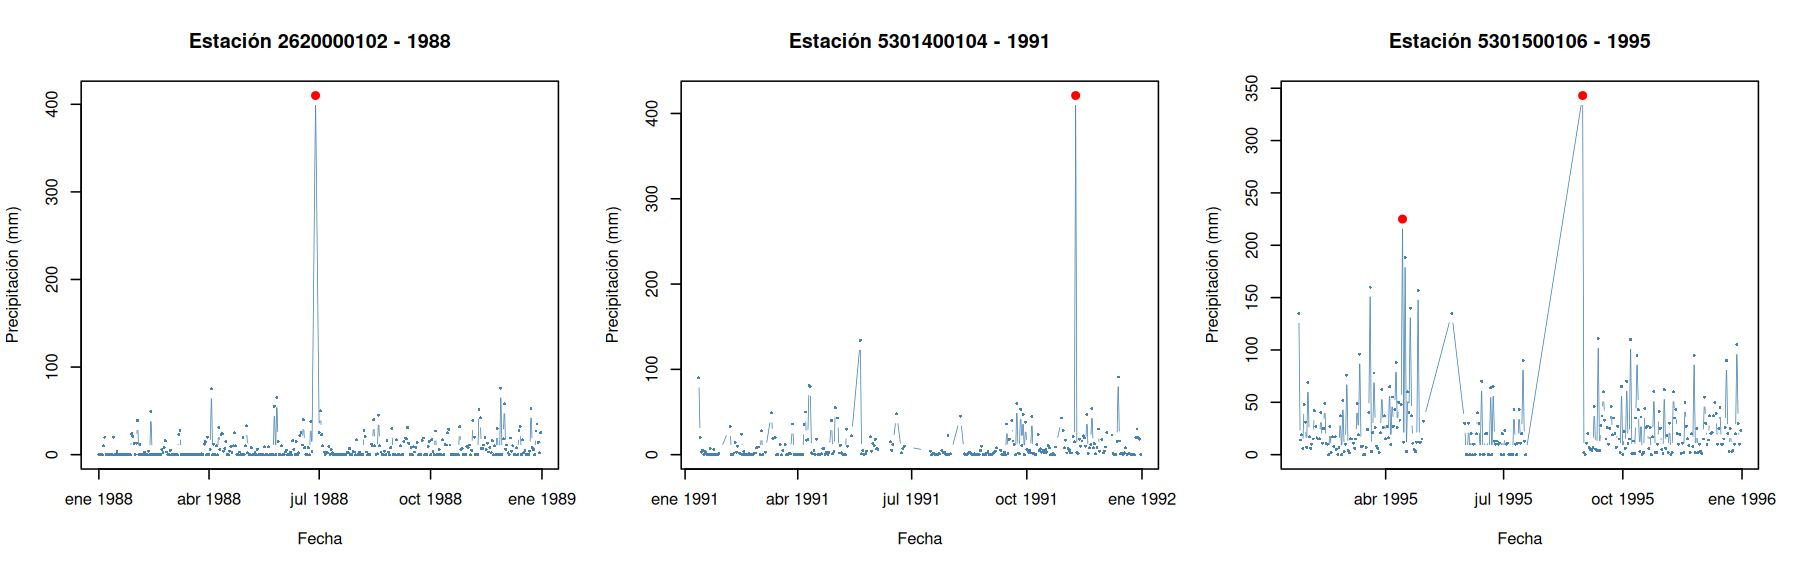 Estación 2620000102 - 1988
Precipitación (mm)
400
300
200
100
0
ene 1988
abr 1988
jul 1988
oct 1988
ene 1989
Fecha
Estación 5301400104 - 1991
Precipitación (mm)
400
300
200
100
0
ene 1991
abr 1991
jul 1991
oct 1991
ene 1992
Fecha
Estación 5301500106 - 1995
Precipitación (mm)
350
300
250
200
150
100
50
0
abr 1995
jul 1995
oct 1995
ene 1996
Fecha